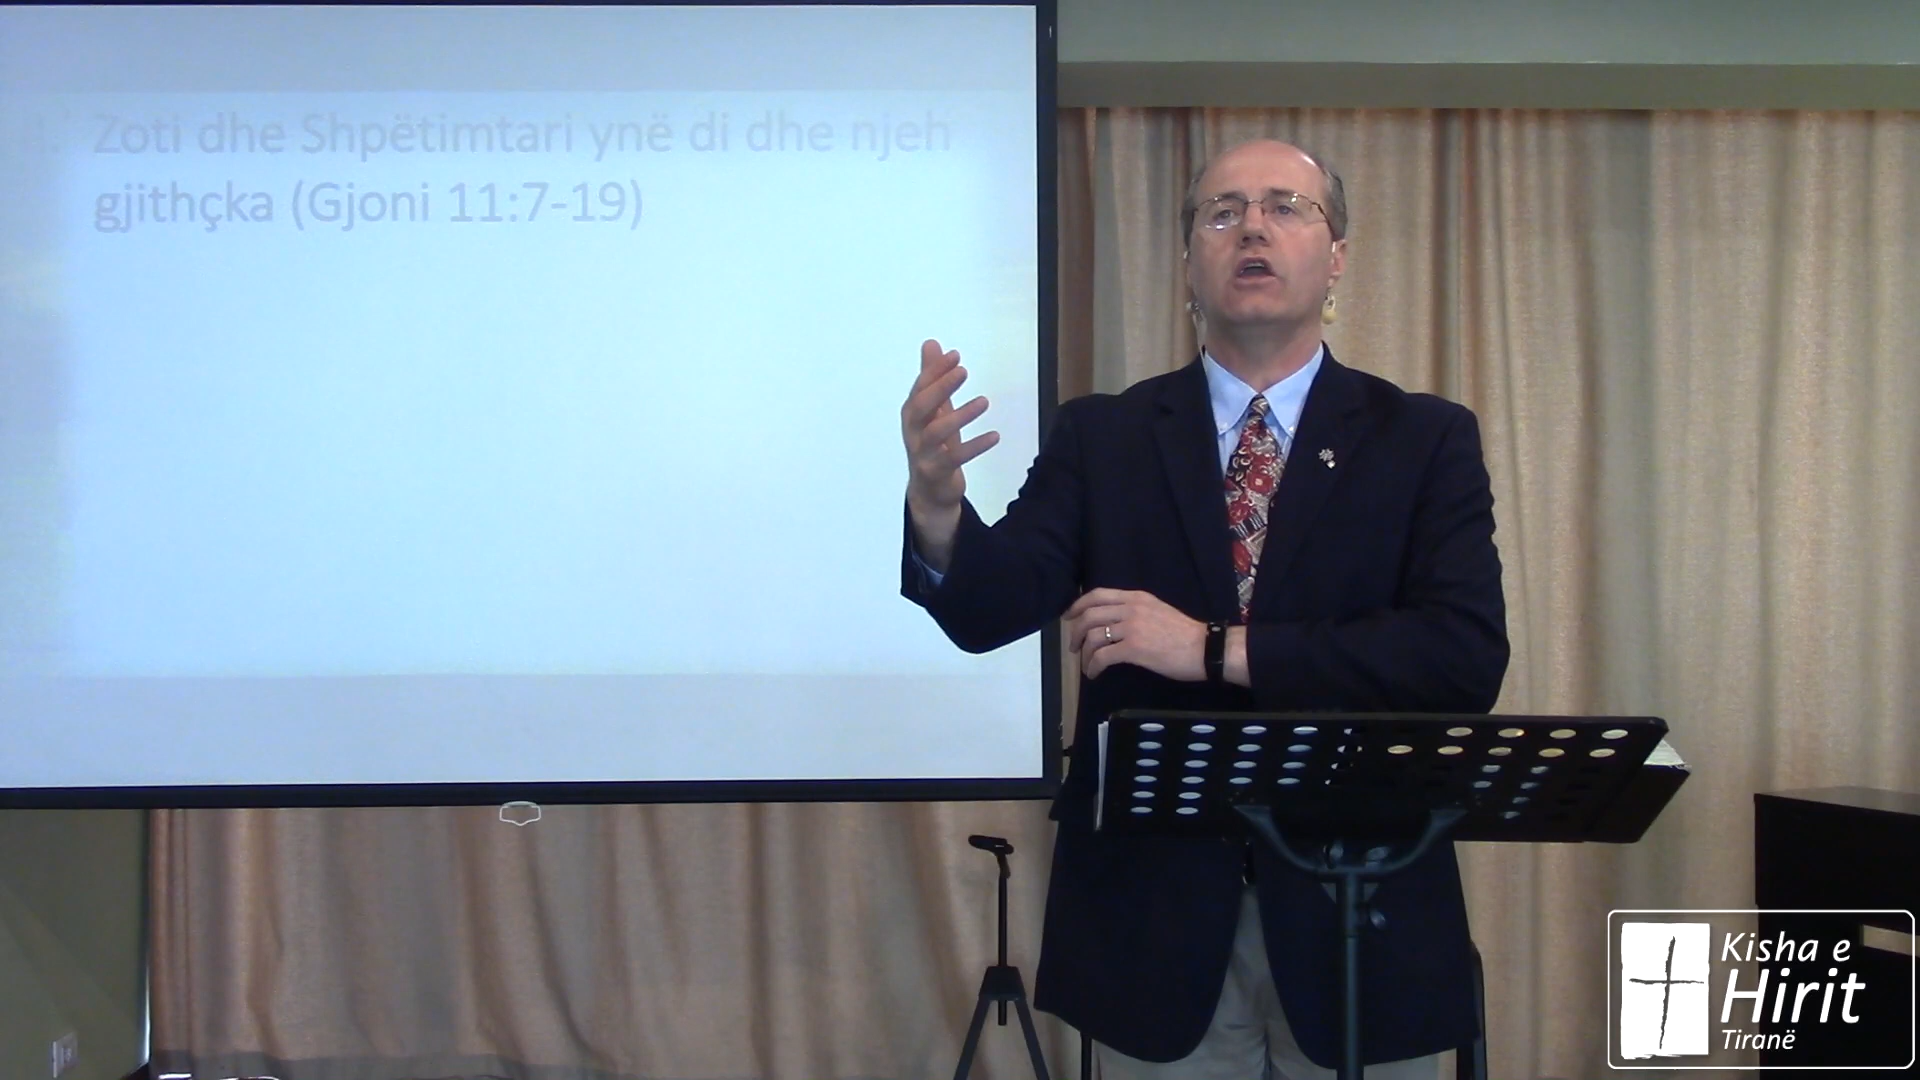 Zoti dhe Shpëtimtari ynë di dhe njeh
gjithçka (Gjoni 11:7-19)
Kisha e
Hirit
Tiranë